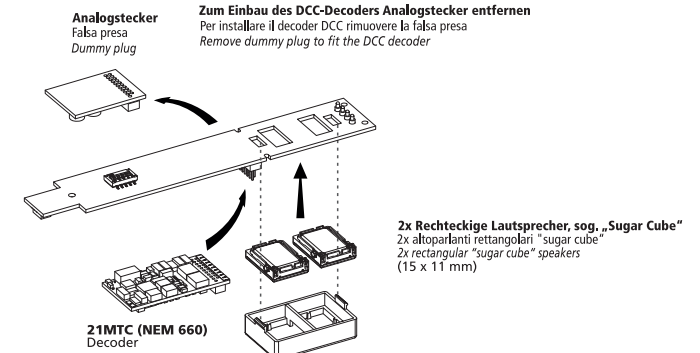 Analogstecker
Falsa presa
Dummy plug
Zum Einbau des DCC-Decoders Analogstecker entfernen
Per installare il decoder DCC rimuovere la falsa presa
Remove dummy plug to fit the DCC decoder
2x Rechteckige Lautsprecher, sog. „Sugar Cube"
2x altoparlanti rettangolari "sugar cube"
2x rectangular "sugar cube" speakers
(15 x 11 mm)
21MTC (NEM 660)
Decoder